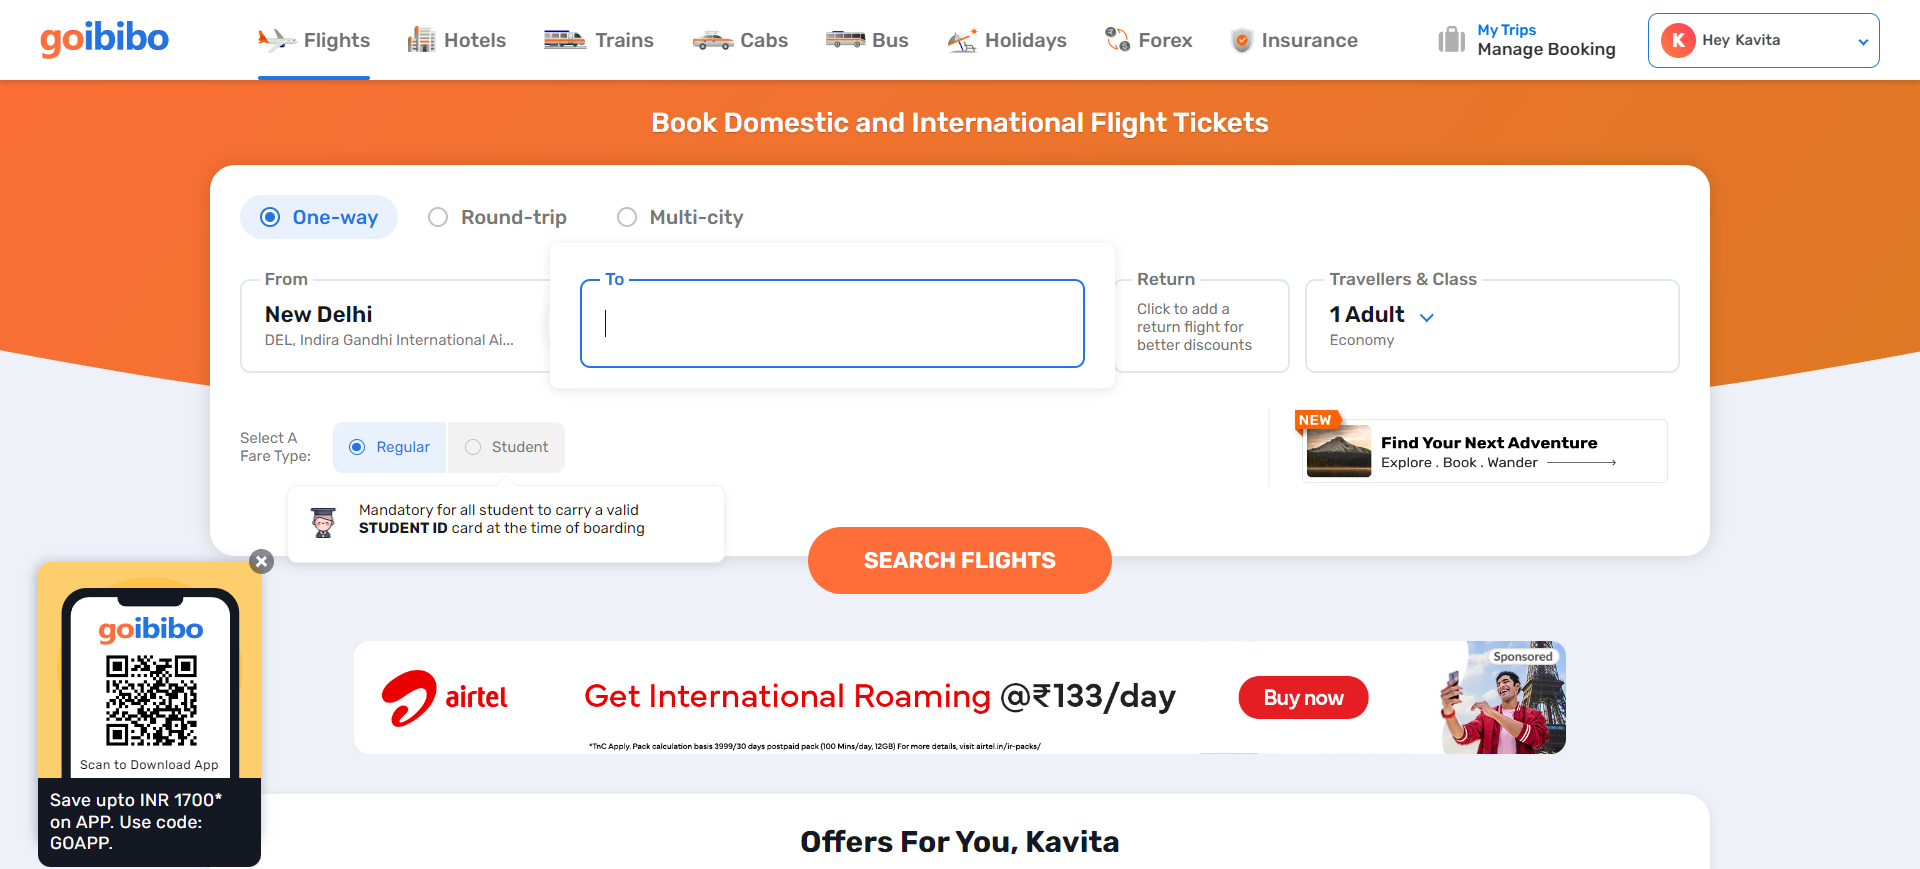 goibibo
Flights
Hotels
Trains
Cabs
Bus
Holidays
Forex
Insurance
My Trips
Manage Booking
K
Hey Kavita
Book Domestic and International Flight Tickets
One-way
Round-trip
Multi-city
From
New Delhi
DEL, Indira Gandhi International Ai...
To
Return
Click to add a
return flight for
better discounts
Travellers & Class
1 Adult
Economy
Select A
Fare Type:
Regular
Student
NEW
Find Your Next Adventure
Explore . Book . Wander
Mandatory for all student to carry a valid
STUDENT ID card at the time of boarding
SEARCH FLIGHTS
goibibo
Scan to Download App
Save upto INR 1700*
on APP. Use code:
GOAPP.
airtel
Get International Roaming @₹133/day
*TnC Apply. Pack calculation basis 3999/30 days postpaid pack (100 Mins/day, 12GB) For more details, visit airtel.in/ir-packs/
Buy now
Sponsored
Offers For You, Kavita